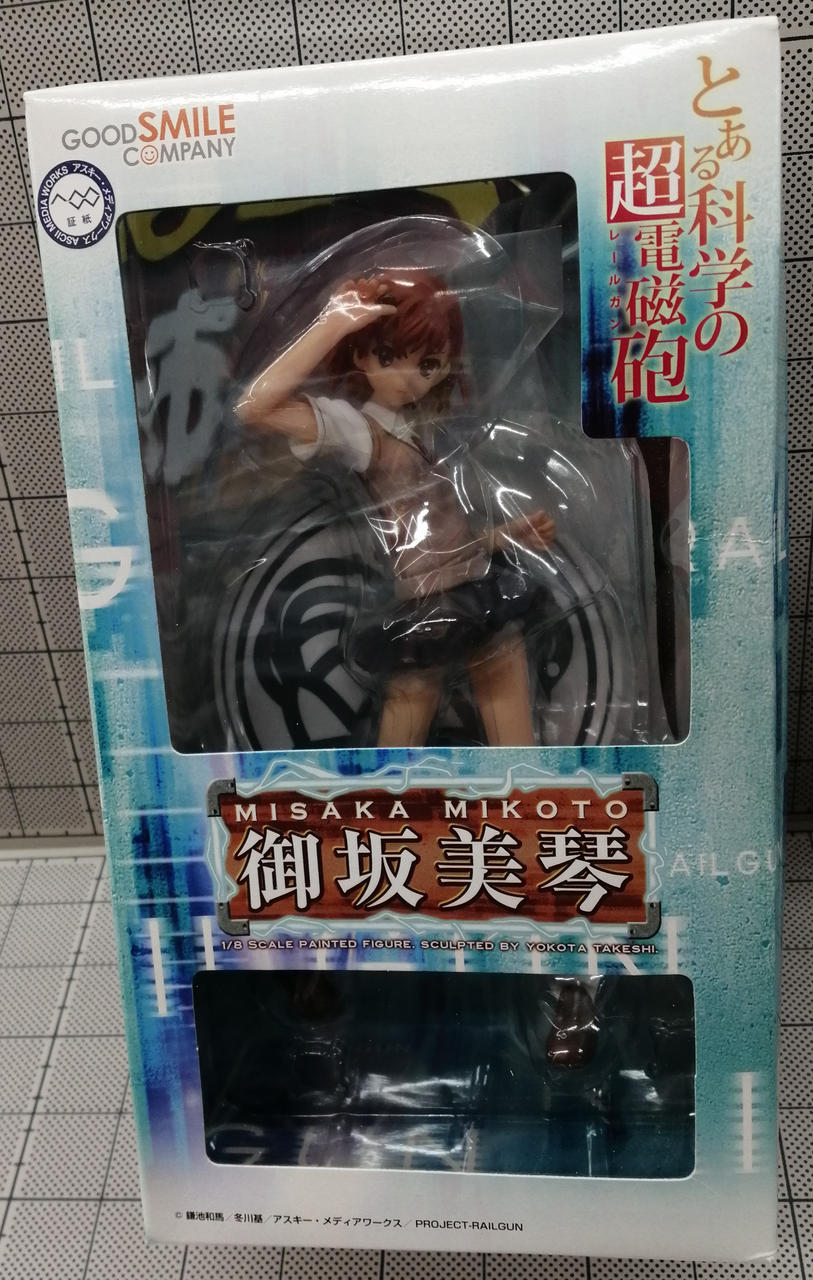 GOOD SMILE
COMPANY
アスキー・メディアワークス
ASCII MEDIA WORKS
証紙
とある科学の
超電磁砲
レールガン
IL
G
RAIL
MISAKA MIKOTO
御坂美琴
AILGU
1/8 SCALE PAINTED FIGURE. SCULPTED BY YOKOTA TAKESHI.
© 鎌池和馬／冬川基／アスキー・メディアワークス／PROJECT-RAILGUN